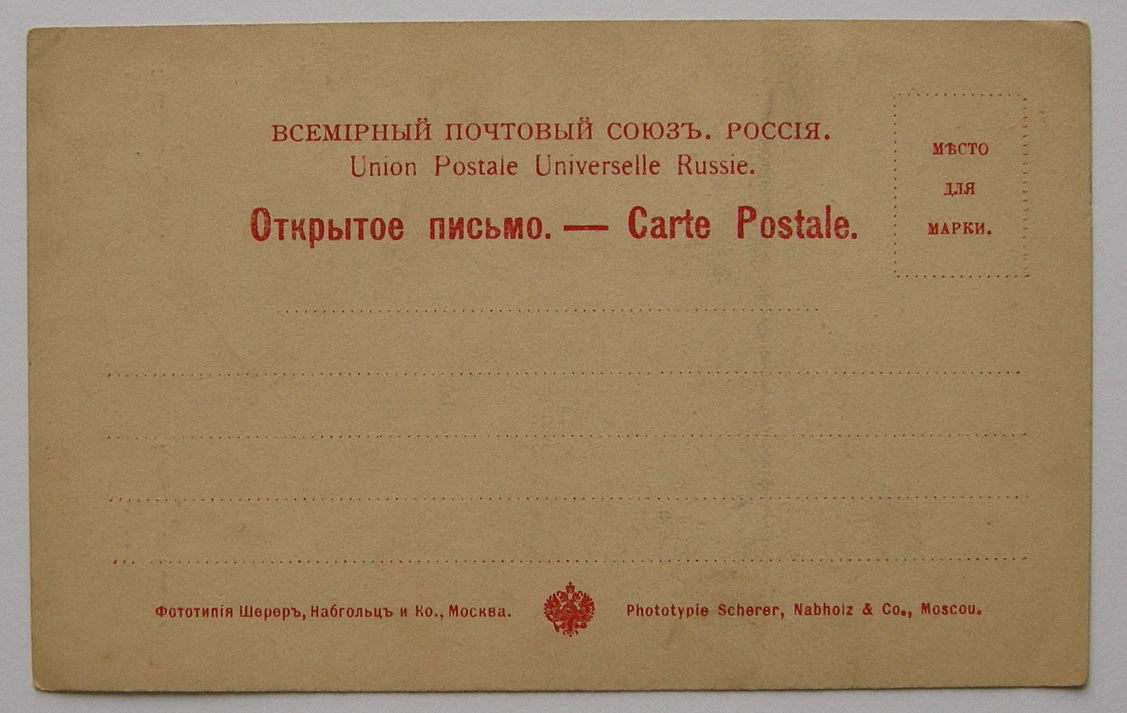 ВСЕМІРНЫЙ ПОЧТОВЫЙ СОЮЗЪ. РОССІЯ.
Union Postale Universelle Russie.
Открытое письмо. — Carte Postale.
МѢСТО
ДЛЯ
МАРКИ.
Фототипія Шереръ, Набгольцъ и Ко., Москва.
Phototypie Scherer, Nabholz & Co., Moscou.